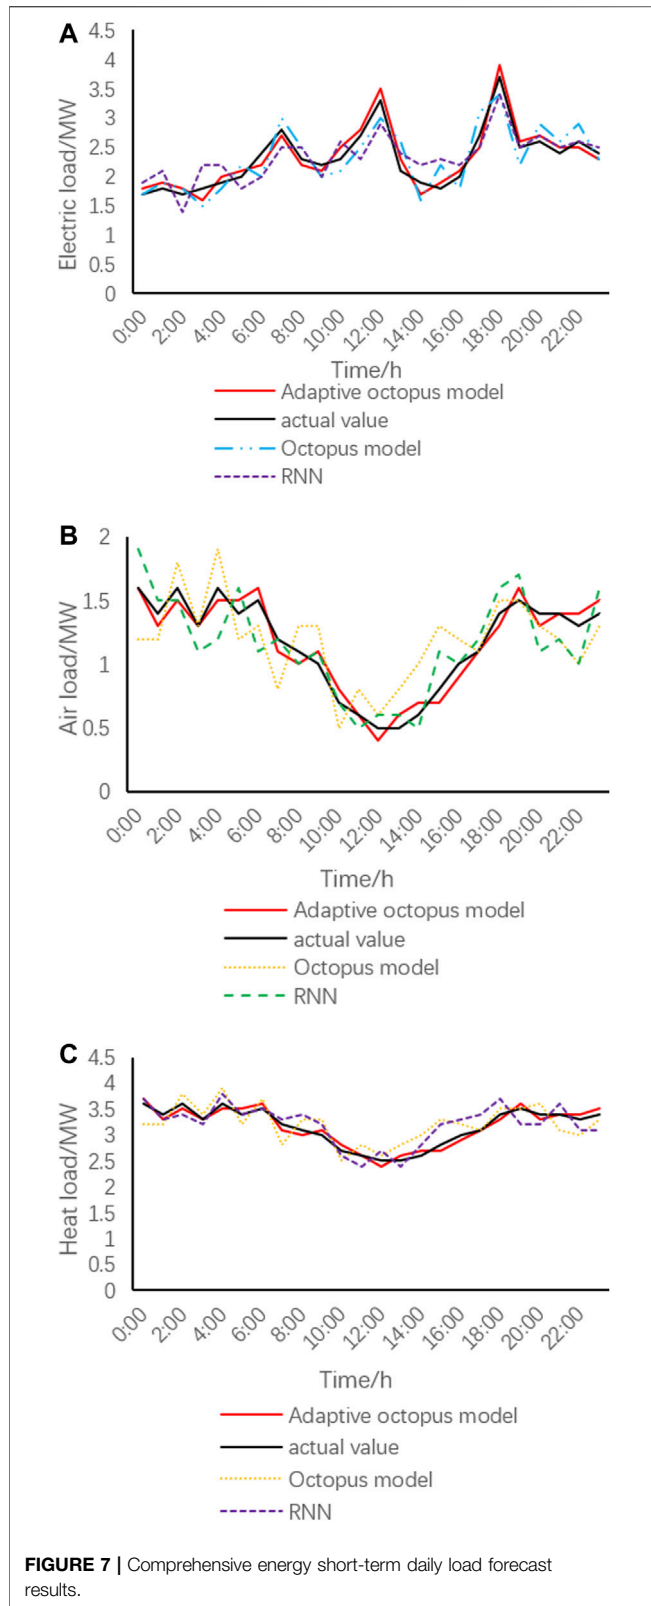 A
4.5
4
3.5
3
2.5
2
1.5
1
0.5
0
Electric load/MW
0:00
2:00
4:00
6:00
8:00
10:00
12:00
14:00
16:00
18:00
20:00
22:00
Time/h
Adaptive octopus model
actual value
Octopus model
RNN
B
2
1.5
1
0.5
0
Air load/MW
0:00
2:00
4:00
6:00
8:00
10:00
12:00
14:00
16:00
18:00
20:00
22:00
Time/h
Adaptive octopus model
actual value
Octopus model
RNN
C
4.5
4
3.5
3
2.5
2
1.5
1
0.5
0
Heat load/MW
0:00
2:00
4:00
6:00
8:00
10:00
12:00
14:00
16:00
18:00
20:00
22:00
Time/h
Adaptive octopus model
actual value
Octopus model
RNN
FIGURE 7 | Comprehensive energy short-term daily load forecast
results.